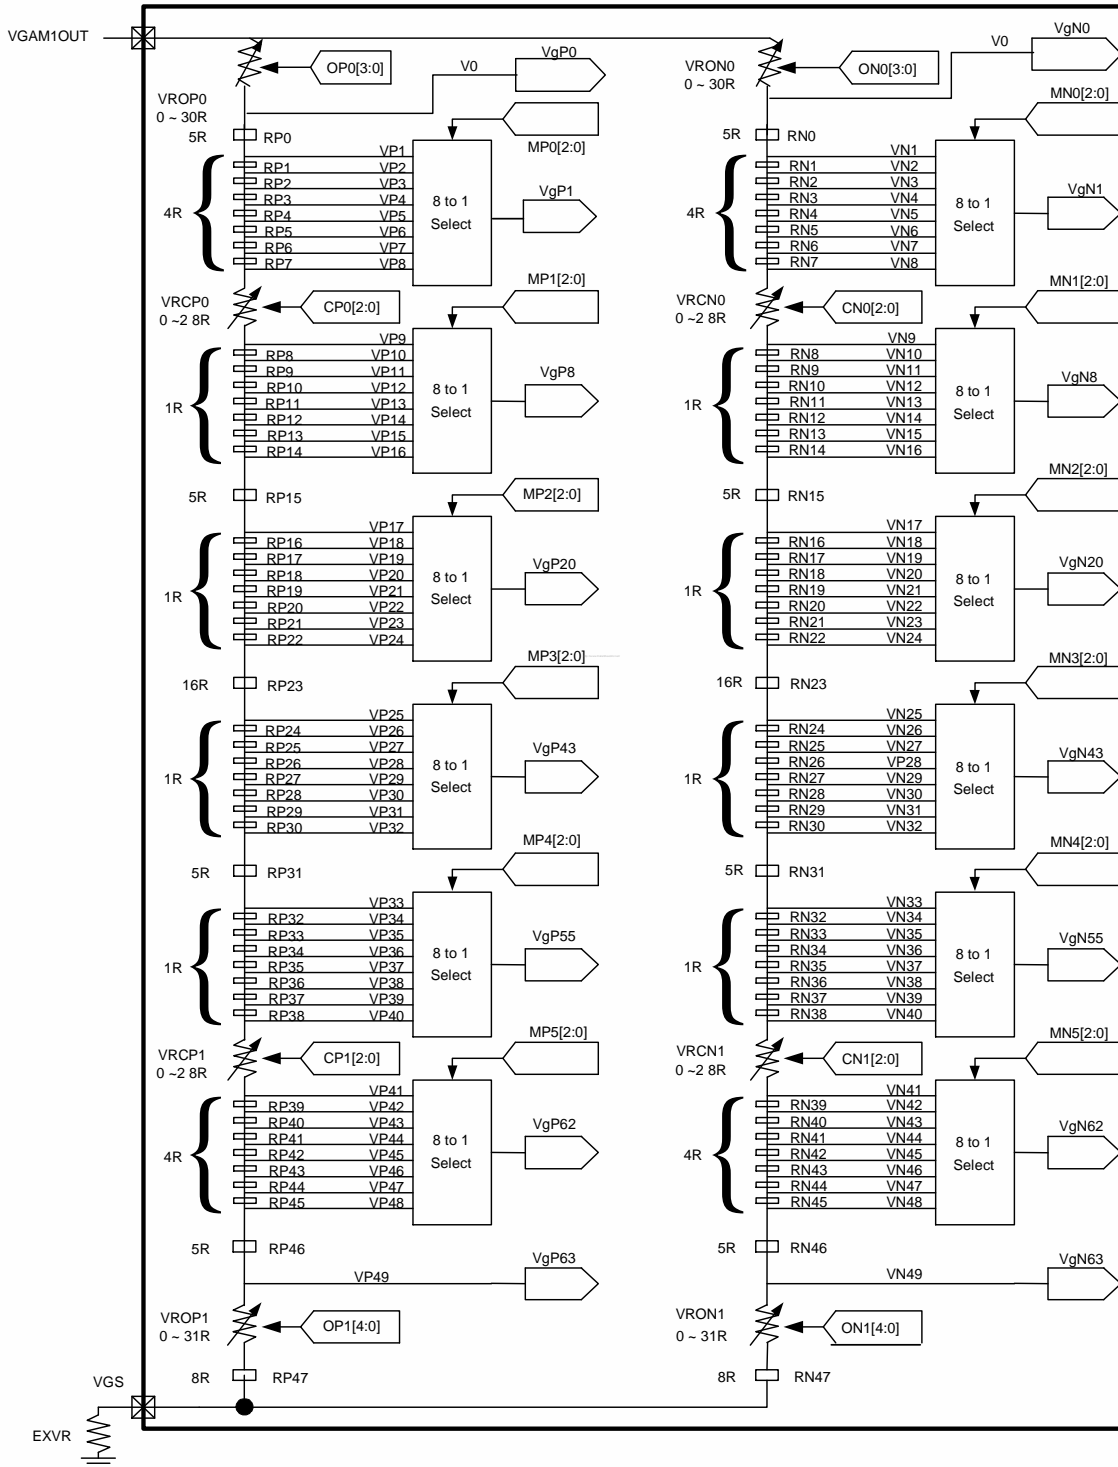 VGAM1OUT
OP0[3:0]
V0
VgP0
VROP0
0 ~ 30R
5R
RP0
MP0[2:0]
4R
VP1
RP1
VP2
RP2
VP3
RP3
VP4
RP4
VP5
RP5
VP6
RP6
VP7
RP7
VP8
8 to 1
Select
VgP1
VRCP0
0 ~2 8R
CP0[2:0]
MP1[2:0]
1R
VP9
RP8
VP10
RP9
VP11
RP10
VP12
RP11
VP13
RP12
VP14
RP13
VP15
RP14
VP16
8 to 1
Select
VgP8
5R
RP15
MP2[2:0]
1R
VP17
RP16
VP18
RP17
VP19
RP18
VP20
RP19
VP21
RP20
VP22
RP21
VP23
RP22
VP24
8 to 1
Select
VgP20
16R
RP23
MP3[2:0]
1R
VP25
RP24
VP26
RP25
VP27
RP26
VP28
RP27
VP29
RP28
VP30
RP29
VP31
RP30
VP32
8 to 1
Select
VgP43
5R
RP31
MP4[2:0]
1R
VP33
RP32
VP34
RP33
VP35
RP34
VP36
RP35
VP37
RP36
VP38
RP37
VP39
RP38
VP40
8 to 1
Select
VgP55
VRCP1
0 ~2 8R
CP1[2:0]
MP5[2:0]
4R
VP41
RP39
VP42
RP40
VP43
RP41
VP44
RP42
VP45
RP43
VP46
RP44
VP47
RP45
VP48
8 to 1
Select
VgP62
5R
RP46
VP49
VgP63
VROP1
0 ~ 31R
OP1[4:0]
8R
RP47
VGS
EXVR
VRON0
0 ~ 30R
ON0[3:0]
V0
VgN0
5R
RN0
MN0[2:0]
4R
VN1
RN1
VN2
RN2
VN3
RN3
VN4
RN4
VN5
RN5
VN6
RN6
VN7
RN7
VN8
8 to 1
Select
VgN1
VRCN0
0 ~2 8R
CN0[2:0]
MN1[2:0]
1R
VN9
RN8
VN10
RN9
VN11
RN10
VN12
RN11
VN13
RN12
VN14
RN13
VN15
RN14
VN16
8 to 1
Select
VgN8
5R
RN15
MN2[2:0]
1R
VN17
RN16
VN18
RN17
VN19
RN18
VN20
RN19
VN21
RN20
VN22
RN21
VN23
RN22
VN24
8 to 1
Select
VgN20
16R
RN23
MN3[2:0]
1R
VN25
RN24
VN26
RN25
VN27
RN26
VP28
RN27
VN29
RN28
VN30
RN29
VN31
RN30
VN32
8 to 1
Select
VgN43
5R
RN31
MN4[2:0]
1R
VN33
RN32
VN34
RN33
VN35
RN34
VN36
RN35
VN37
RN36
VN38
RN37
VN39
RN38
VN40
8 to 1
Select
VgN55
VRCN1
0 ~2 8R
CN1[2:0]
MN5[2:0]
4R
VN41
RN39
VN42
RN40
VN43
RN41
VN44
RN42
VN45
RN43
VN46
RN44
VN47
RN45
VN48
8 to 1
Select
VgN62
5R
RN46
VN49
VgN63
VRON1
0 ~ 31R
ON1[4:0]
8R
RN47